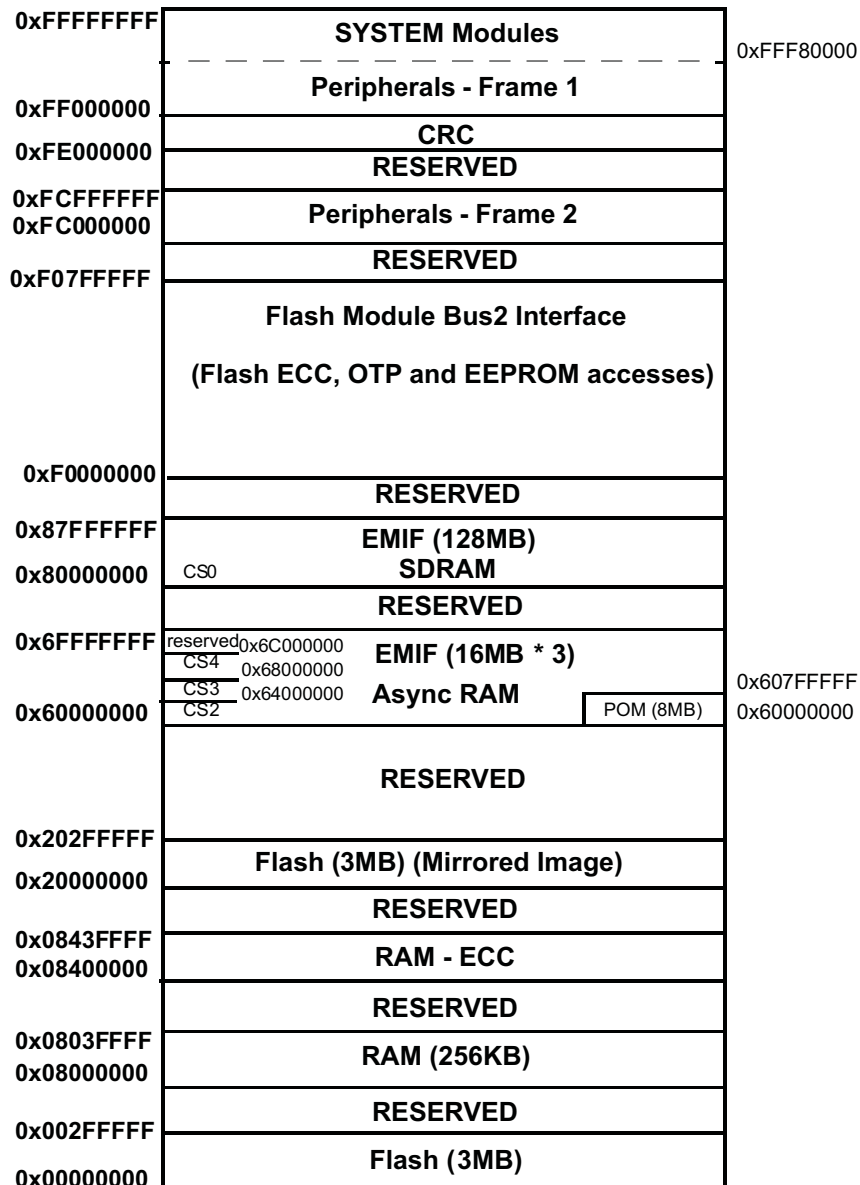 0xFFFFFFFF
SYSTEM Modules
0xFFF80000
Peripherals - Frame 1
0xFF000000
CRC
0xFE000000
RESERVED
0xFCFFFFFF
Peripherals - Frame 2
0xFC000000
RESERVED
0xF07FFFFF
Flash Module Bus2 Interface
(Flash ECC, OTP and EEPROM accesses)
0xF0000000
RESERVED
0x87FFFFFF
EMIF (128MB)
0x80000000
CS0
SDRAM
RESERVED
0x6FFFFFFF
reserved
0x6C000000
EMIF (16MB * 3)
CS4
0x68000000
CS3
0x64000000
Async RAM
0x607FFFFF
0x60000000
CS2
POM (8MB)
0x60000000
RESERVED
0x202FFFFF
Flash (3MB) (Mirrored Image)
0x20000000
RESERVED
0x0843FFFF
RAM - ECC
0x08400000
RESERVED
0x0803FFFF
RAM (256KB)
0x08000000
RESERVED
0x002FFFFF
Flash (3MB)
0x00000000